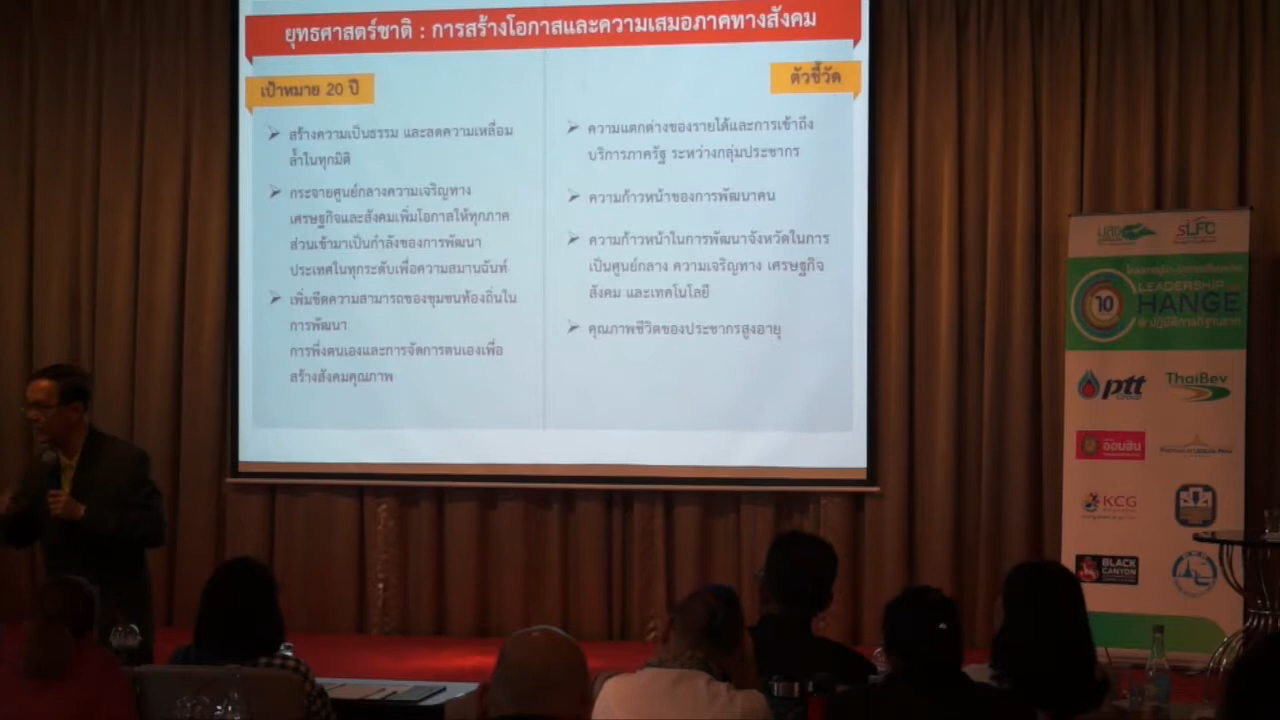 ยุทธศาสตร์ชาติ : การสร้างโอกาสและความเสมอภาคทางสังคม
เป้าหมาย 20 ปี
สร้างความเป็นธรรม และลดความเหลื่อม
ล้ำในทุกมิติ
กระจายศูนย์กลางความเจริญทาง
เศรษฐกิจและสังคมเพิ่มโอกาสให้ทุกภาค
ส่วนเข้ามาเป็นกำลังของการพัฒนา
ประเทศในทุกระดับเพื่อความสมานฉันท์
เพิ่มขีดความสามารถของชุมชนท้องถิ่นใน
การพัฒนา
การพึ่งตนเองและการจัดการตนเองเพื่อ
สร้างสังคมคุณภาพ
ตัวชี้วัด
ความแตกต่างของรายได้และการเข้าถึง
บริการภาครัฐ ระหว่างกลุ่มประชากร
ความก้าวหน้าของการพัฒนาคน
ความก้าวหน้าในการพัฒนาจังหวัดในการ
เป็นศูนย์กลาง ความเจริญทาง เศรษฐกิจ
สังคม และเทคโนโลยี
คุณภาพชีวิตของประชากรสูงอายุ
SLFC
10
LEADERSHIP
HANGE
ptt
ThaiBev
ออมสิน
KCG
BLACK
CANYON